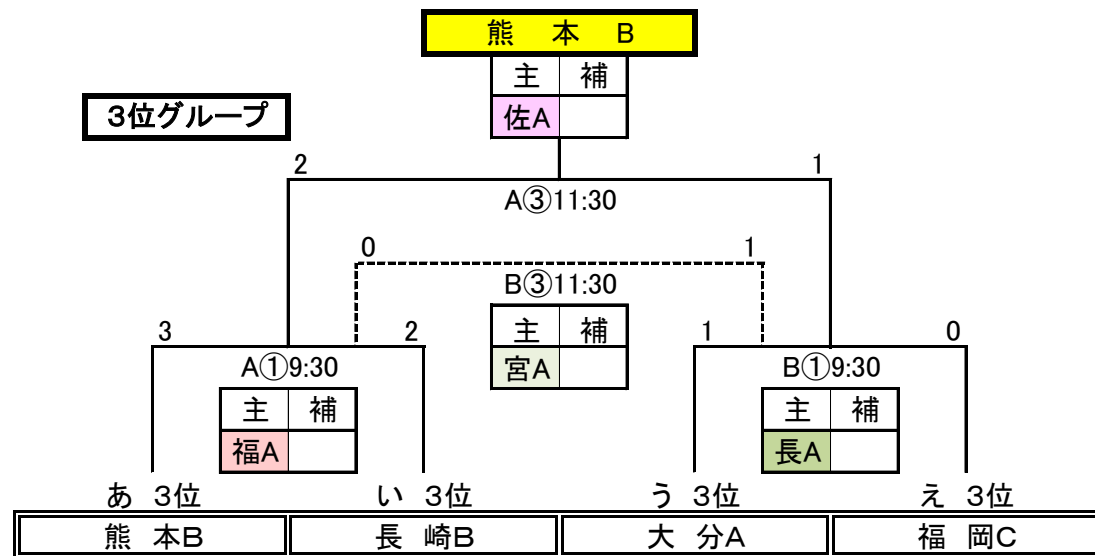 熊 本 B
主 補
3位グループ
佐A
2 1
A③11:30
0 1
B③11:30
3 2 主 補 1 0
A①9:30 宮A B①9:30
主 補 主 補
福A 長A
あ 3位 い 3位 う 3位 え 3位
熊 本B 長 崎B 大 分A 福 岡C